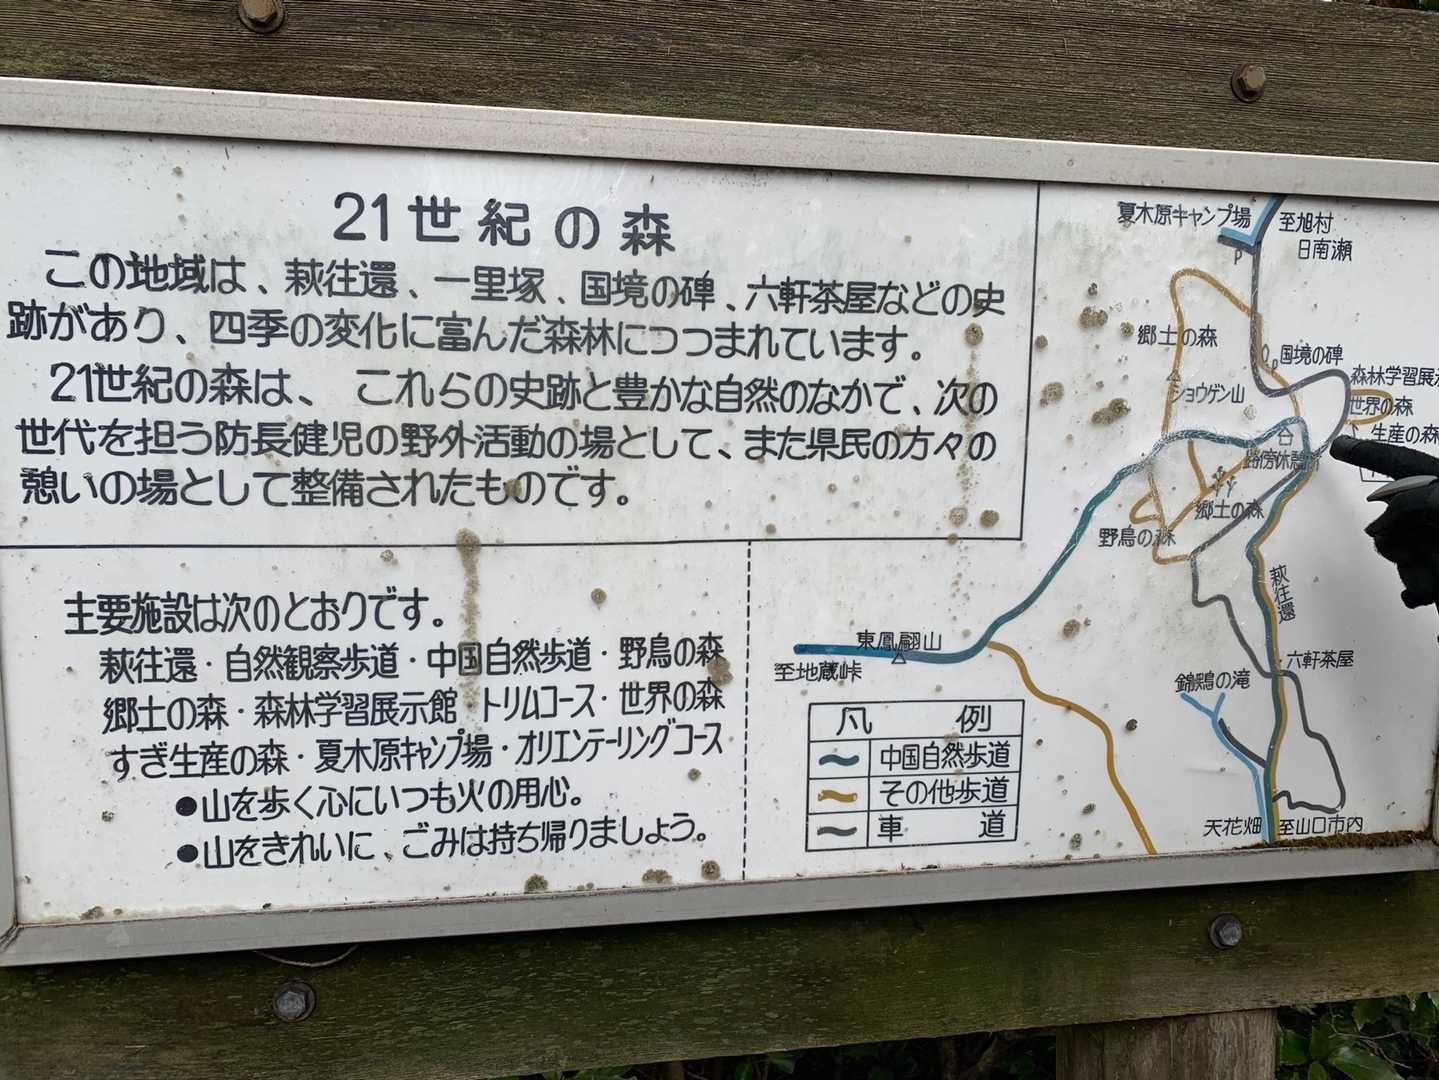 21世紀の森
この地域は、萩往還、一里塚、国境の碑、六軒茶屋などの史
跡があり、四季の変化に富んだ森林につつまれています。
21世紀の森は、これらの史跡と豊かな自然のなかで、次の
世代を担う防長健児の野外活動の場として、また県民の方々の
憩いの場として整備されたものです。
主要施設は次のとおりです。
萩往還・自然観察歩道・中国自然歩道・野鳥の森
郷土の森・森林学習展示館 トリムコース・世界の森
すぎ生産の森・夏木原キャンプ場・オリエンテーリングコース
●山を歩く心にいつも火の用心。
●山をきれいに ごみは持ち帰りましょう。
夏木原キャンプ場
至旭村
日南瀬
P
郷土の森
国境の碑
P
ショウゲン山
森林学習展示
世界の森
生産の森
路傍休憩所
郷土の森
野鳥の森
萩往還
東鳳翩山
至地蔵峠
六軒茶屋
錦鶏の滝
天花畑
至山口市内
凡例
中国自然歩道
その他歩道
車道